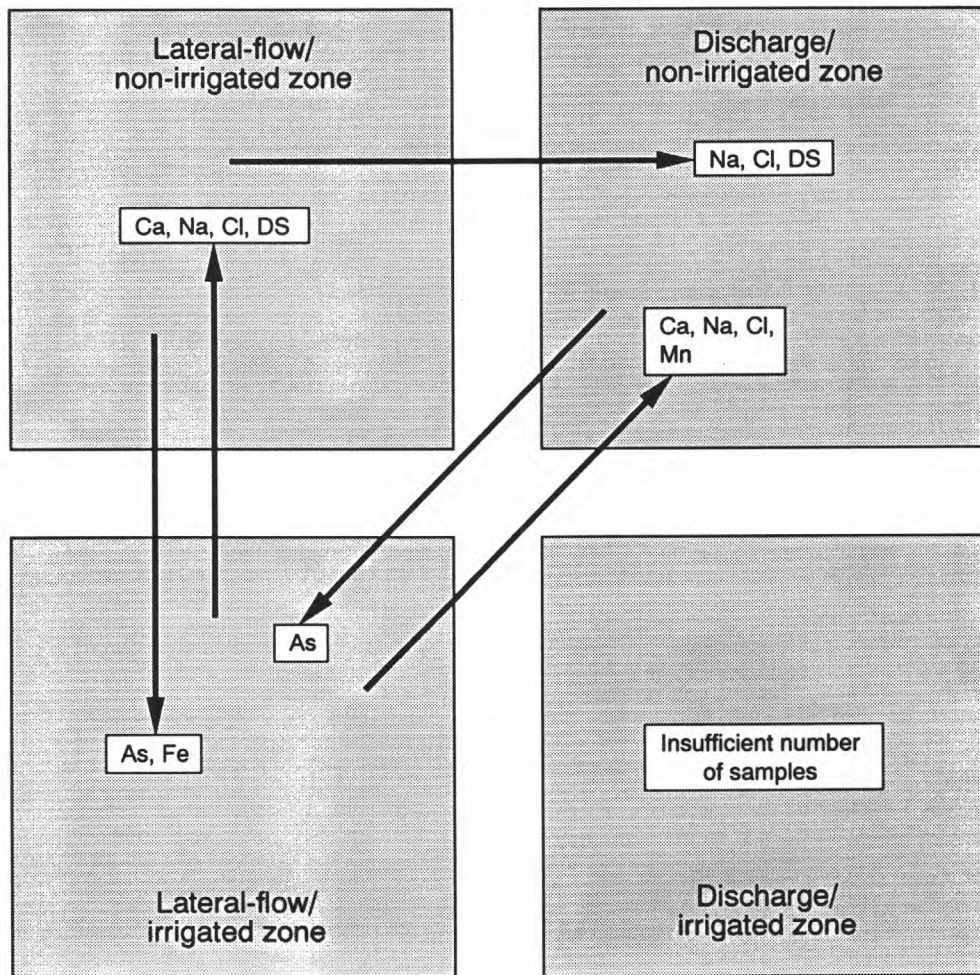 Lateral-flow/
non-irrigated zone
Ca, Na, Cl, DS
Discharge/
non-irrigated zone
Na, Cl, DS
Ca, Na, Cl,
Mn
As
As, Fe
Lateral-flow/
irrigated zone
Insufficient number
of samples
Discharge/
irrigated zone